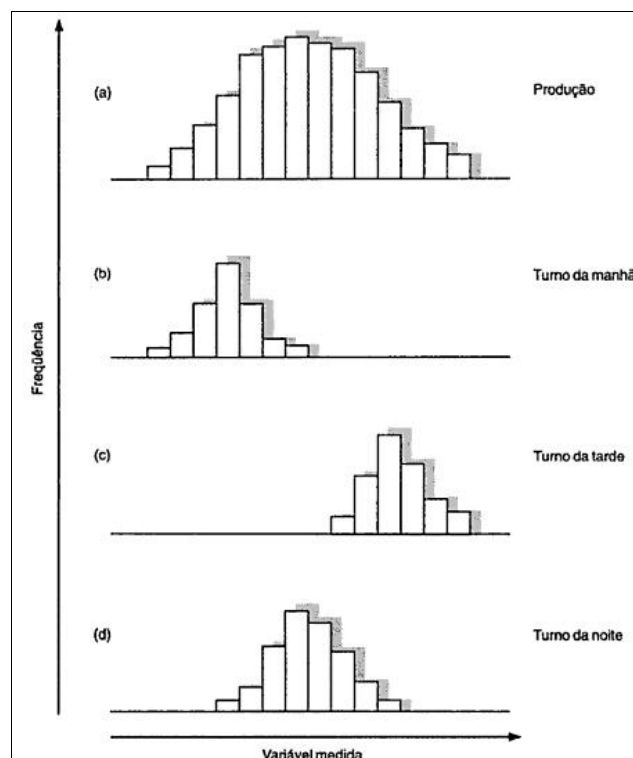 (a)
Produção
(b)
Turno da manhã
(c)
Turno da tarde
(d)
Turno da noite
Freqüência
Variável medida